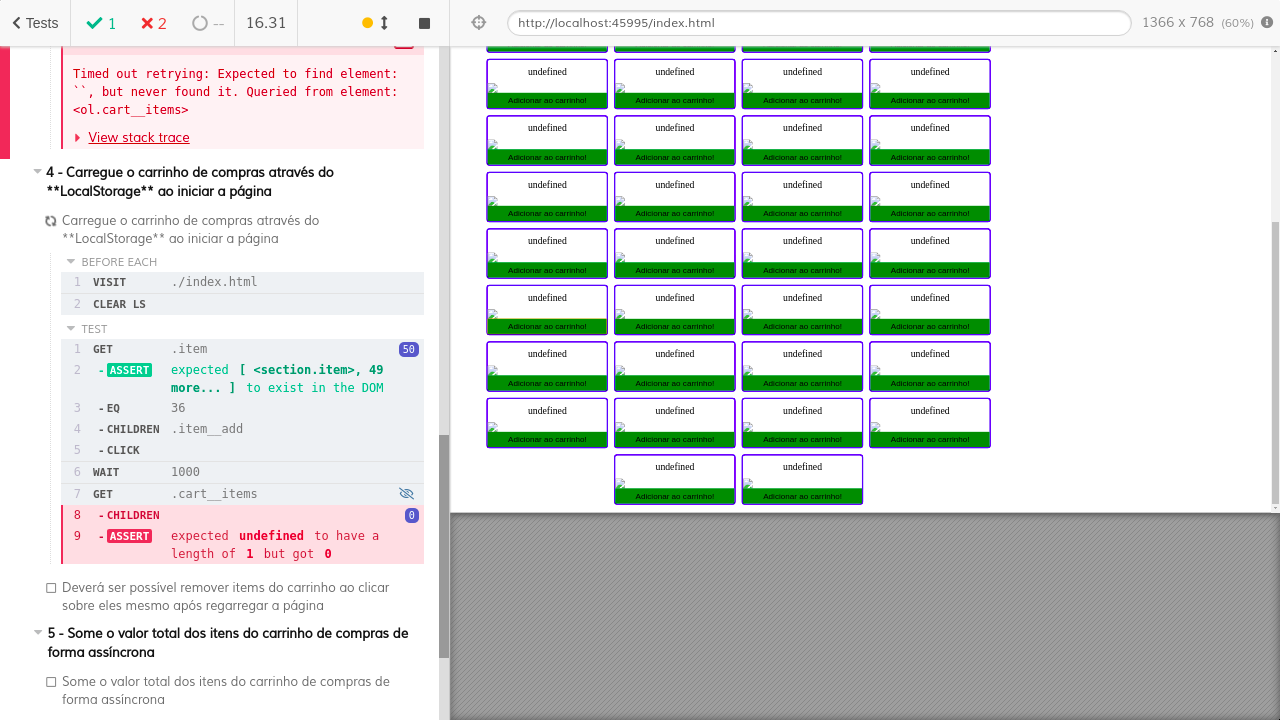 Tests 1 2 -- 16.31
http://localhost:45995/index.html 1366 x 768 (60%)
Timed out retrying: Expected to find element:
``, but never found it. Queried from element:
<ol.cart__items>
View stack trace
4 - Carregue o carrinho de compras através do
**LocalStorage** ao iniciar a página
Carregue o carrinho de compras através do
**LocalStorage** ao iniciar a página
BEFORE EACH
1 VISIT ./index.html
2 CLEAR LS
TEST
1 GET .item 50
2 - ASSERT expected [ <section.item>, 49
more... ] to exist in the DOM
3 - EQ 36
4 - CHILDREN .item__add
5 - CLICK
6 WAIT 1000
7 GET .cart__items
8 - CHILDREN 0
9 - ASSERT expected undefined to have a
length of 1 but got 0
Deverá ser possível remover items do carrinho ao clicar
sobre eles mesmo após regarregar a página
5 - Some o valor total dos itens do carrinho de compras de
forma assíncrona
Some o valor total dos itens do carrinho de compras de
forma assíncrona
undefined undefined undefined undefined
Adicionar ao carrinho! Adicionar ao carrinho! Adicionar ao carrinho! Adicionar ao carrinho!
undefined undefined undefined undefined
Adicionar ao carrinho! Adicionar ao carrinho! Adicionar ao carrinho! Adicionar ao carrinho!
undefined undefined undefined undefined
Adicionar ao carrinho! Adicionar ao carrinho! Adicionar ao carrinho! Adicionar ao carrinho!
undefined undefined undefined undefined
Adicionar ao carrinho! Adicionar ao carrinho! Adicionar ao carrinho! Adicionar ao carrinho!
undefined undefined undefined undefined
Adicionar ao carrinho! Adicionar ao carrinho! Adicionar ao carrinho! Adicionar ao carrinho!
undefined undefined undefined undefined
Adicionar ao carrinho! Adicionar ao carrinho! Adicionar ao carrinho! Adicionar ao carrinho!
undefined undefined undefined undefined
Adicionar ao carrinho! Adicionar ao carrinho! Adicionar ao carrinho! Adicionar ao carrinho!
undefined undefined
Adicionar ao carrinho! Adicionar ao carrinho!